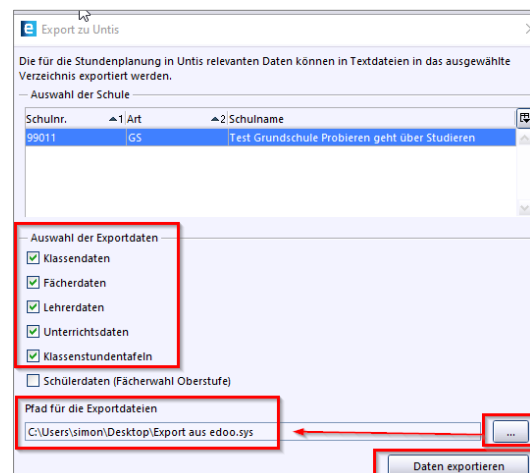 Export zu Untis
Die für die Stundenplanung in Untis relevanten Daten können in Textdateien in das ausgewählte
Verzeichnis exportiert werden.
Auswahl der Schule
Schulnr. 1 Art 2 Schulname
99011 GS Test Grundschule Probieren geht über Studieren
Auswahl der Exportdaten
Klassendaten
Fächerdaten
Lehrerdaten
Unterrichtsdaten
Klassenstundentafeln
Schülerdaten (Fächerwahl Oberstufe)
Pfad für die Exportdateien
C:\Users\simon\Desktop\Export aus edoo.sys ...
Daten exportieren